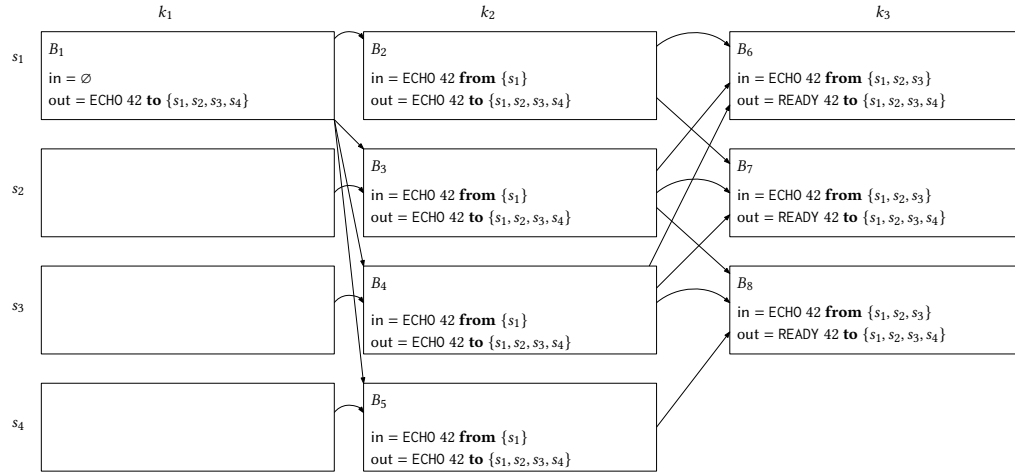 k₁ k₂ k₃
s₁
B₁
in = ∅
out = ECHO 42 to {s₁, s₂, s₃, s₄}
B₂
in = ECHO 42 from {s₁}
out = ECHO 42 to {s₁, s₂, s₃, s₄}
B₆
in = ECHO 42 from {s₁, s₂, s₃}
out = READY 42 to {s₁, s₂, s₃, s₄}
s₂
B₃
in = ECHO 42 from {s₁}
out = ECHO 42 to {s₁, s₂, s₃, s₄}
B₇
in = ECHO 42 from {s₁, s₂, s₃}
out = READY 42 to {s₁, s₂, s₃, s₄}
s₃
B₄
in = ECHO 42 from {s₁}
out = ECHO 42 to {s₁, s₂, s₃, s₄}
B₈
in = ECHO 42 from {s₁, s₂, s₃}
out = READY 42 to {s₁, s₂, s₃, s₄}
s₄
B₅
in = ECHO 42 from {s₁}
out = ECHO 42 to {s₁, s₂, s₃, s₄}